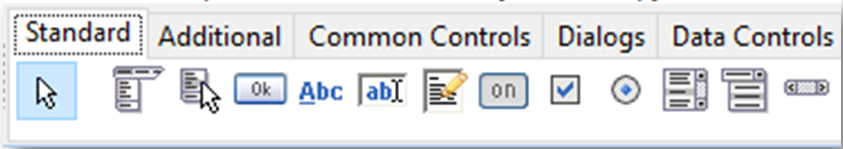 Standard Additional Common Controls Dialogs Data Controls
Ok Abc ab on